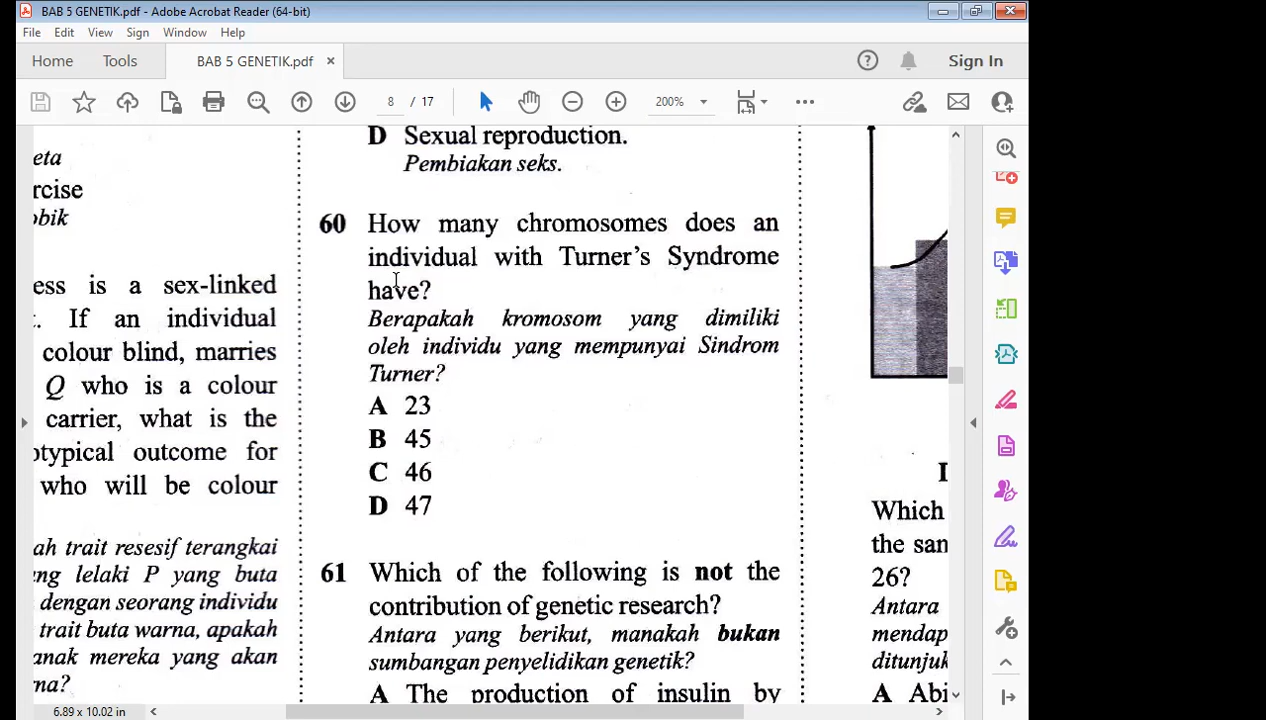 BAB 5 GENETIK.pdf - Adobe Acrobat Reader (64-bit)
File Edit View Sign Window Help
Home Tools BAB 5 GENETIK.pdf ×
? Sign In
8 / 17 200%
eta
rcise
obik
ess is a sex-linked
If an individual
colour blind, marries
Q who is a colour
carrier, what is the
otypical outcome for
who will be colour
ah trait resesif terangkai
ng lelaki P yang buta
dengan seorang individu
trait buta warna, apakah
anak mereka yang akan
rna?
D Sexual reproduction.
Pembiakan seks.
60 How many chromosomes does an
individual with Turner's Syndrome
have?
Berapakah kromosom yang dimiliki
oleh individu yang mempunyai Sindrom
Turner?
A 23
B 45
C 46
D 47
61 Which of the following is not the
contribution of genetic research?
Antara yang berikut, manakah bukan
sumbangan penyelidikan genetik?
A The production of insulin by
Which
the san
26?
Antara
mendap
ditunjuk
A Abi
6.89 x 10.02 in